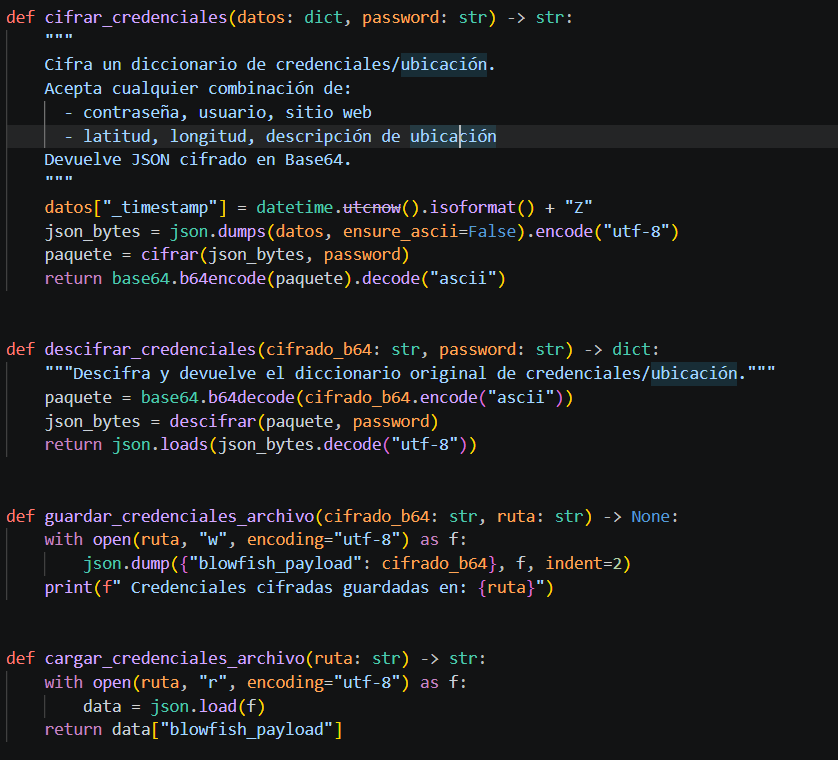 def cifrar_credenciales(datos: dict, password: str) -> str:
    """
    Cifra un diccionario de credenciales/ubicación.
    Acepta cualquier combinación de:
      - contraseña, usuario, sitio web
      - latitud, longitud, descripción de ubicación
    Devuelve JSON cifrado en Base64.
    """
    datos["_timestamp"] = datetime.utcnow().isoformat() + "Z"
    json_bytes = json.dumps(datos, ensure_ascii=False).encode("utf-8")
    paquete = cifrar(json_bytes, password)
    return base64.b64encode(paquete).decode("ascii")
def descifrar_credenciales(cifrado_b64: str, password: str) -> dict:
    """Descifra y devuelve el diccionario original de credenciales/ubicación."""
    paquete = base64.b64decode(cifrado_b64.encode("ascii"))
    json_bytes = descifrar(paquete, password)
    return json.loads(json_bytes.decode("utf-8"))
def guardar_credenciales_archivo(cifrado_b64: str, ruta: str) -> None:
    with open(ruta, "w", encoding="utf-8") as f:
        json.dump({"blowfish_payload": cifrado_b64}, f, indent=2)
    print(f" Credenciales cifradas guardadas en: {ruta}")
def cargar_credenciales_archivo(ruta: str) -> str:
    with open(ruta, "r", encoding="utf-8") as f:
        data = json.load(f)
    return data["blowfish_payload"]